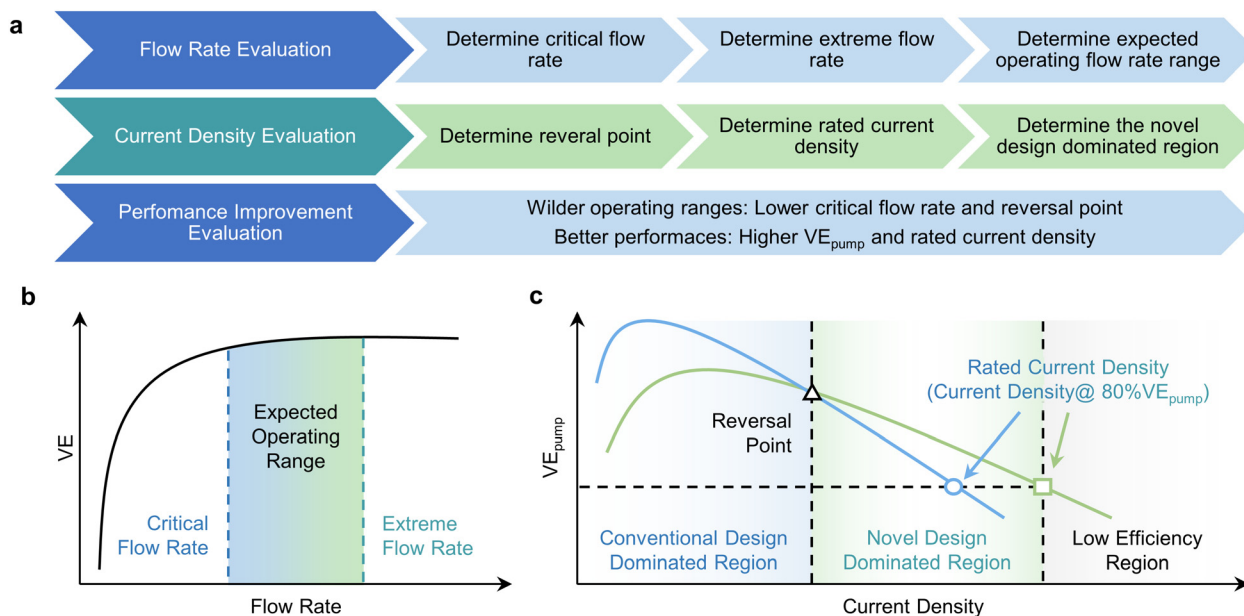 a
Flow Rate Evaluation
Determine critical flow
rate
Determine extreme flow
rate
Determine expected
operating flow rate range
Current Density Evaluation
Determine reveral point
Determine rated current
density
Determine the novel
design dominated region
Perfomance Improvement
Evaluation
Wilder operating ranges: Lower critical flow rate and reversal point
Better performaces: Higher VEpump and rated current density
b
VE
Expected
Operating
Range
Critical
Flow Rate
Extreme
Flow Rate
Flow Rate
c
VEpump
Rated Current Density
(Current Density@ 80%VEpump)
Reversal
Point
Conventional Design
Dominated Region
Novel Design
Dominated Region
Low Efficiency
Region
Current Density